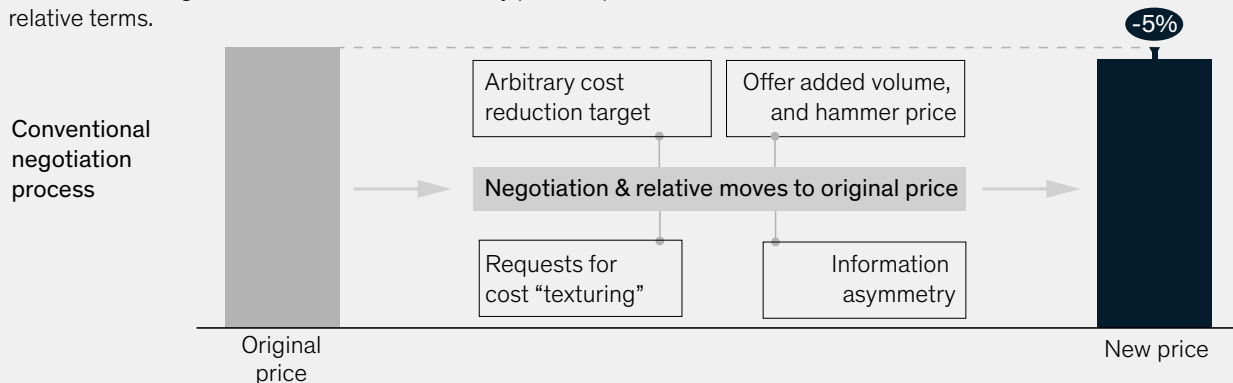 relative terms.
-5%
Arbitrary cost
reduction target
Offer added volume,
and hammer price
Conventional
negotiation
process
Negotiation & relative moves to original price
Requests for
cost “texturing”
Information
asymmetry
Original
price
New price